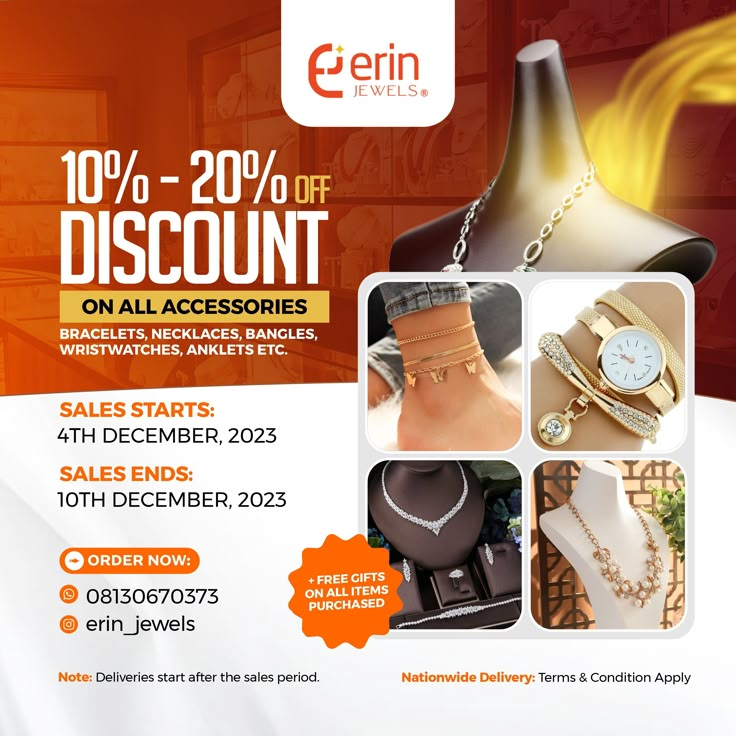 erin
JEWELS ®
10% - 20% OFF
DISCOUNT
ON ALL ACCESSORIES
BRACELETS, NECKLACES, BANGLES,
WRISTWATCHES, ANKLETS ETC.
SALES STARTS:
4TH DECEMBER, 2023
SALES ENDS:
10TH DECEMBER, 2023
ORDER NOW:
08130670373
erin_jewels
+ FREE GIFTS
ON ALL ITEMS
PURCHASED
Note: Deliveries start after the sales period.
Nationwide Delivery: Terms & Condition Apply